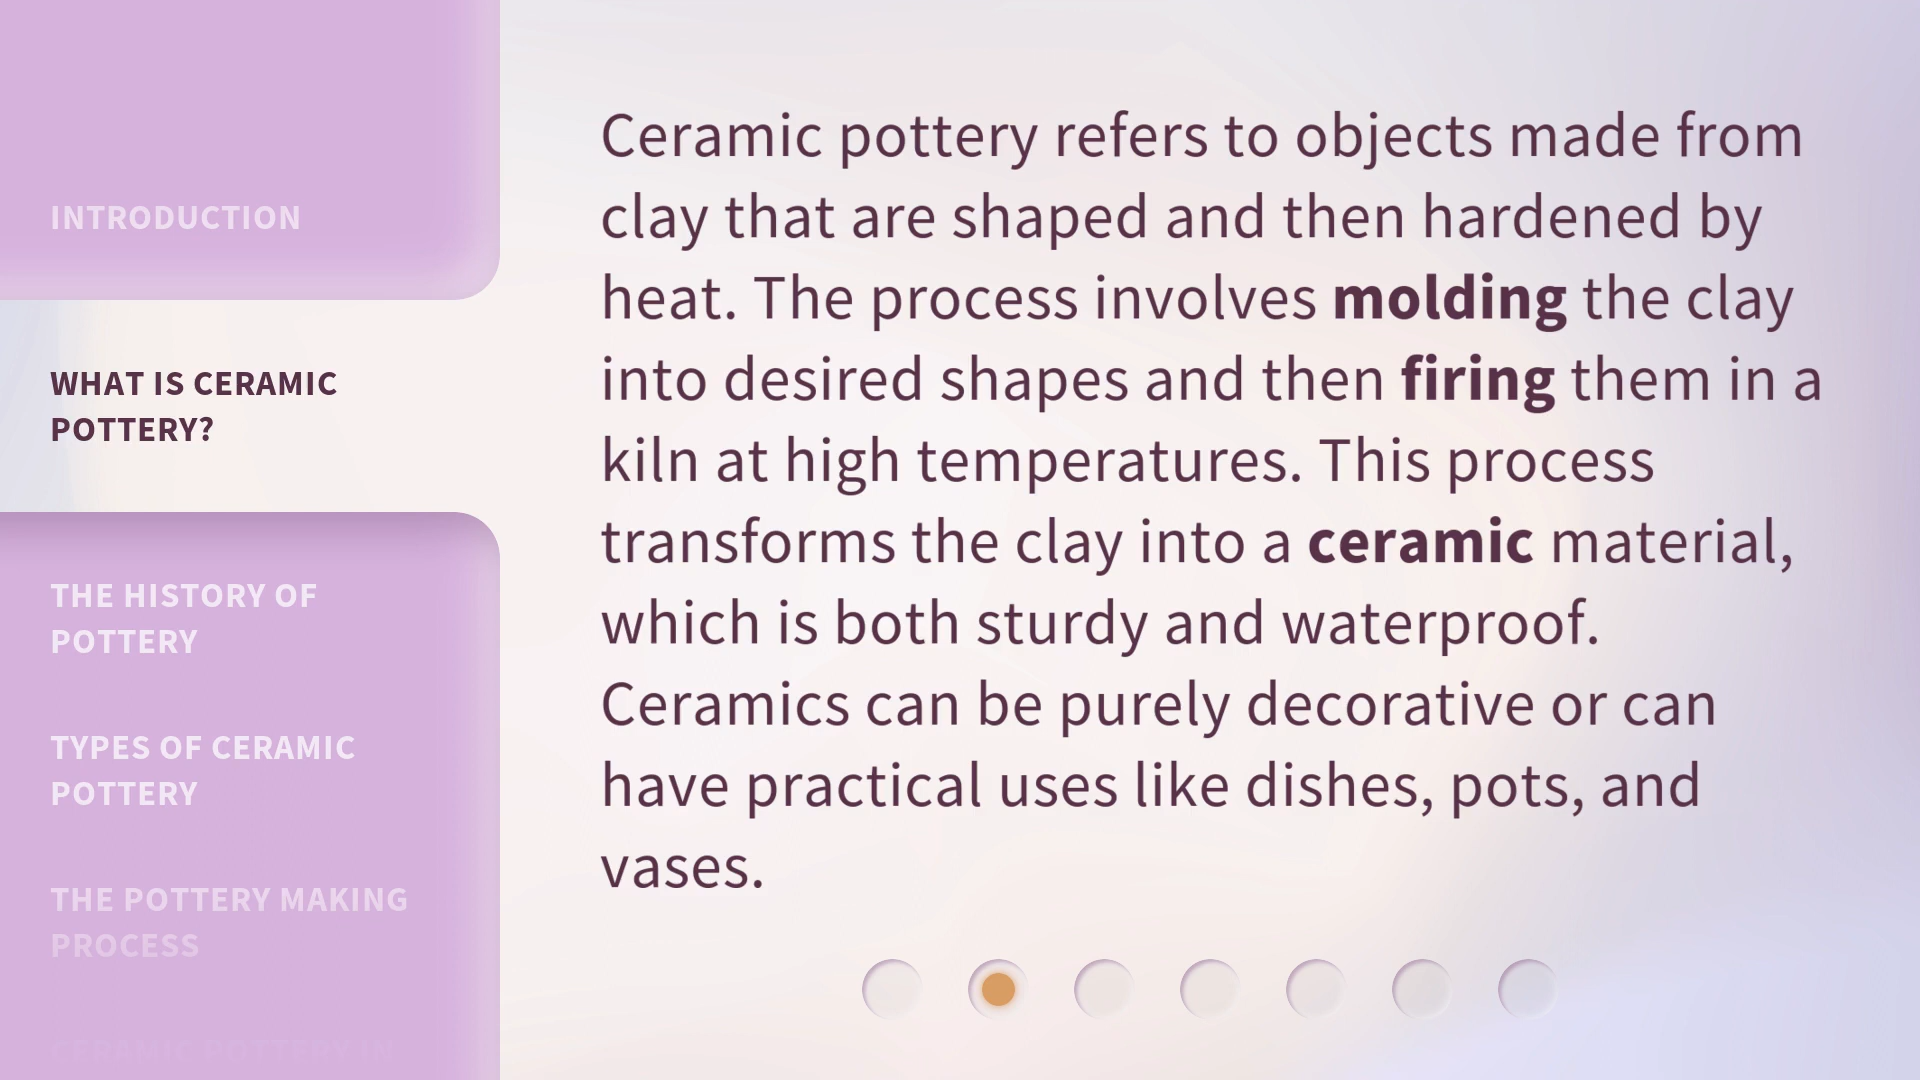 INTRODUCTION
WHAT IS CERAMIC
POTTERY?
THE HISTORY OF
POTTERY
TYPES OF CERAMIC
POTTERY
THE POTTERY MAKING
PROCESS
CERAMIC POTTERY IN
Ceramic pottery refers to objects made from
clay that are shaped and then hardened by
heat. The process involves molding the clay
into desired shapes and then firing them in a
kiln at high temperatures. This process
transforms the clay into a ceramic material,
which is both sturdy and waterproof.
Ceramics can be purely decorative or can
have practical uses like dishes, pots, and
vases.